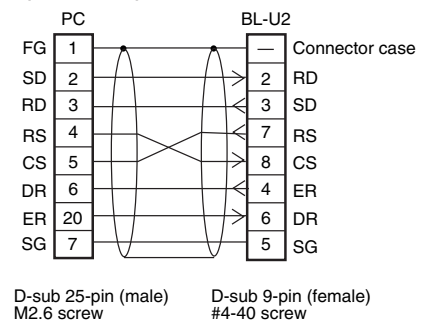 PC BL-U2
FG 1 — Connector case
SD 2 2 RD
RD 3 3 SD
RS 4 7 RS
CS 5 8 CS
DR 6 4 ER
ER 20 6 DR
SG 7 5 SG
D-sub 25-pin (male) D-sub 9-pin (female)
M2.6 screw #4-40 screw